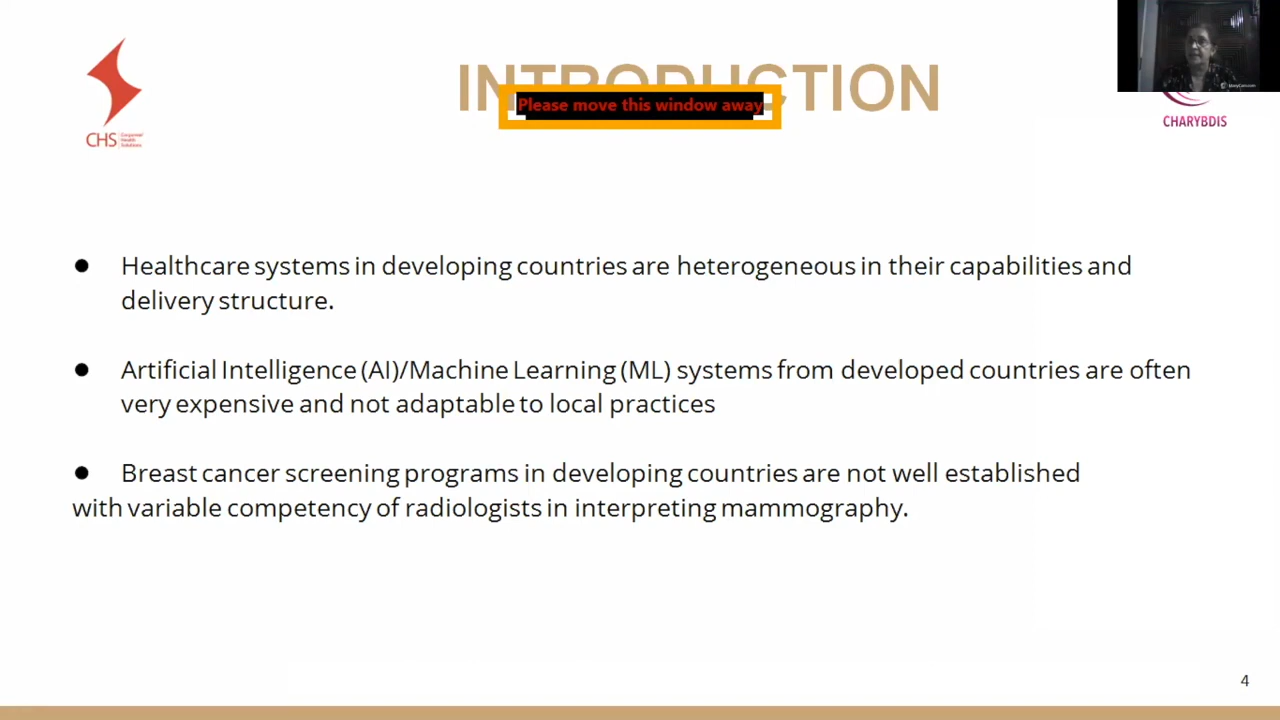 INTRODUCTION
Please move this window away
CHS
CHARYBDIS
● Healthcare systems in developing countries are heterogeneous in their capabilities and
delivery structure.
● Artificial Intelligence (AI)/Machine Learning (ML) systems from developed countries are often
very expensive and not adaptable to local practices
● Breast cancer screening programs in developing countries are not well established
with variable competency of radiologists in interpreting mammography.
4